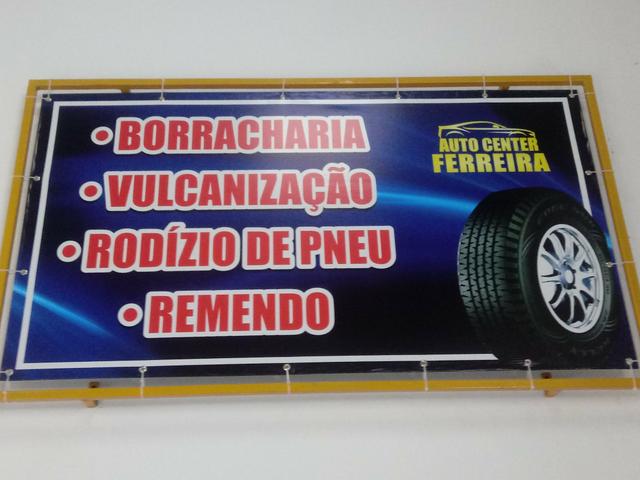 • BORRACHARIA
• VULCANIZAÇÃO
• RODÍZIO DE PNEU
• REMENDO
AUTO CENTER
FERREIRA